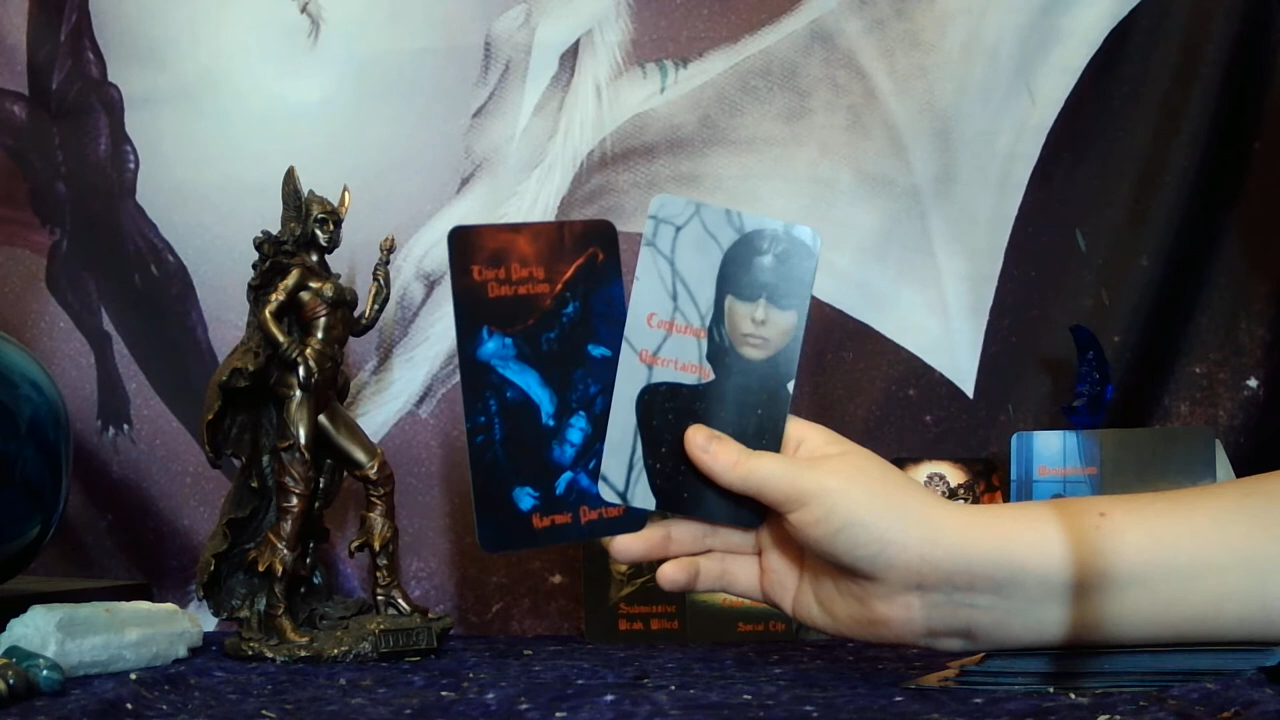 Third Party
Distraction
Karmic Partner
Confusion
Uncertainty
Submissive
Weak Willed
Social Life